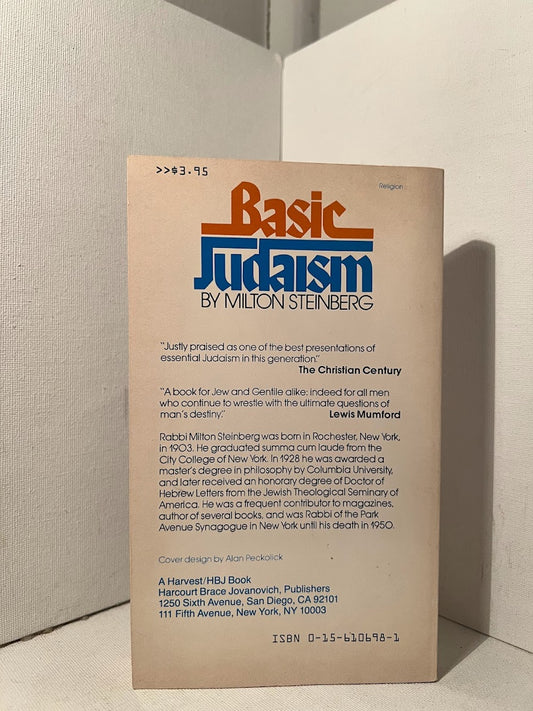 >>$3.95
Religion
Basic
Judaism
BY MILTON STEINBERG
"Justly praised as one of the best presentations of
essential Judaism in this generation."
The Christian Century
"A book for Jew and Gentile alike: indeed for all men
who continue to wrestle with the ultimate questions of
man's destiny."
Lewis Mumford
Rabbi Milton Steinberg was born in Rochester, New York,
in 1903. He graduated summa cum laude from the
City College of New York. In 1928 he was awarded a
master's degree in philosophy by Columbia University,
and later received an honorary degree of Doctor of
Hebrew Letters from the Jewish Theological Seminary of
America. He was a frequent contributor to magazines,
author of several books, and was Rabbi of the Park
Avenue Synagogue in New York until his death in 1950.
Cover design by Alan Peckolick
A Harvest/HBJ Book
Harcourt Brace Jovanovich, Publishers
1250 Sixth Avenue, San Diego, CA 92101
111 Fifth Avenue, New York, NY 10003
ISBN 0-15-610698-1